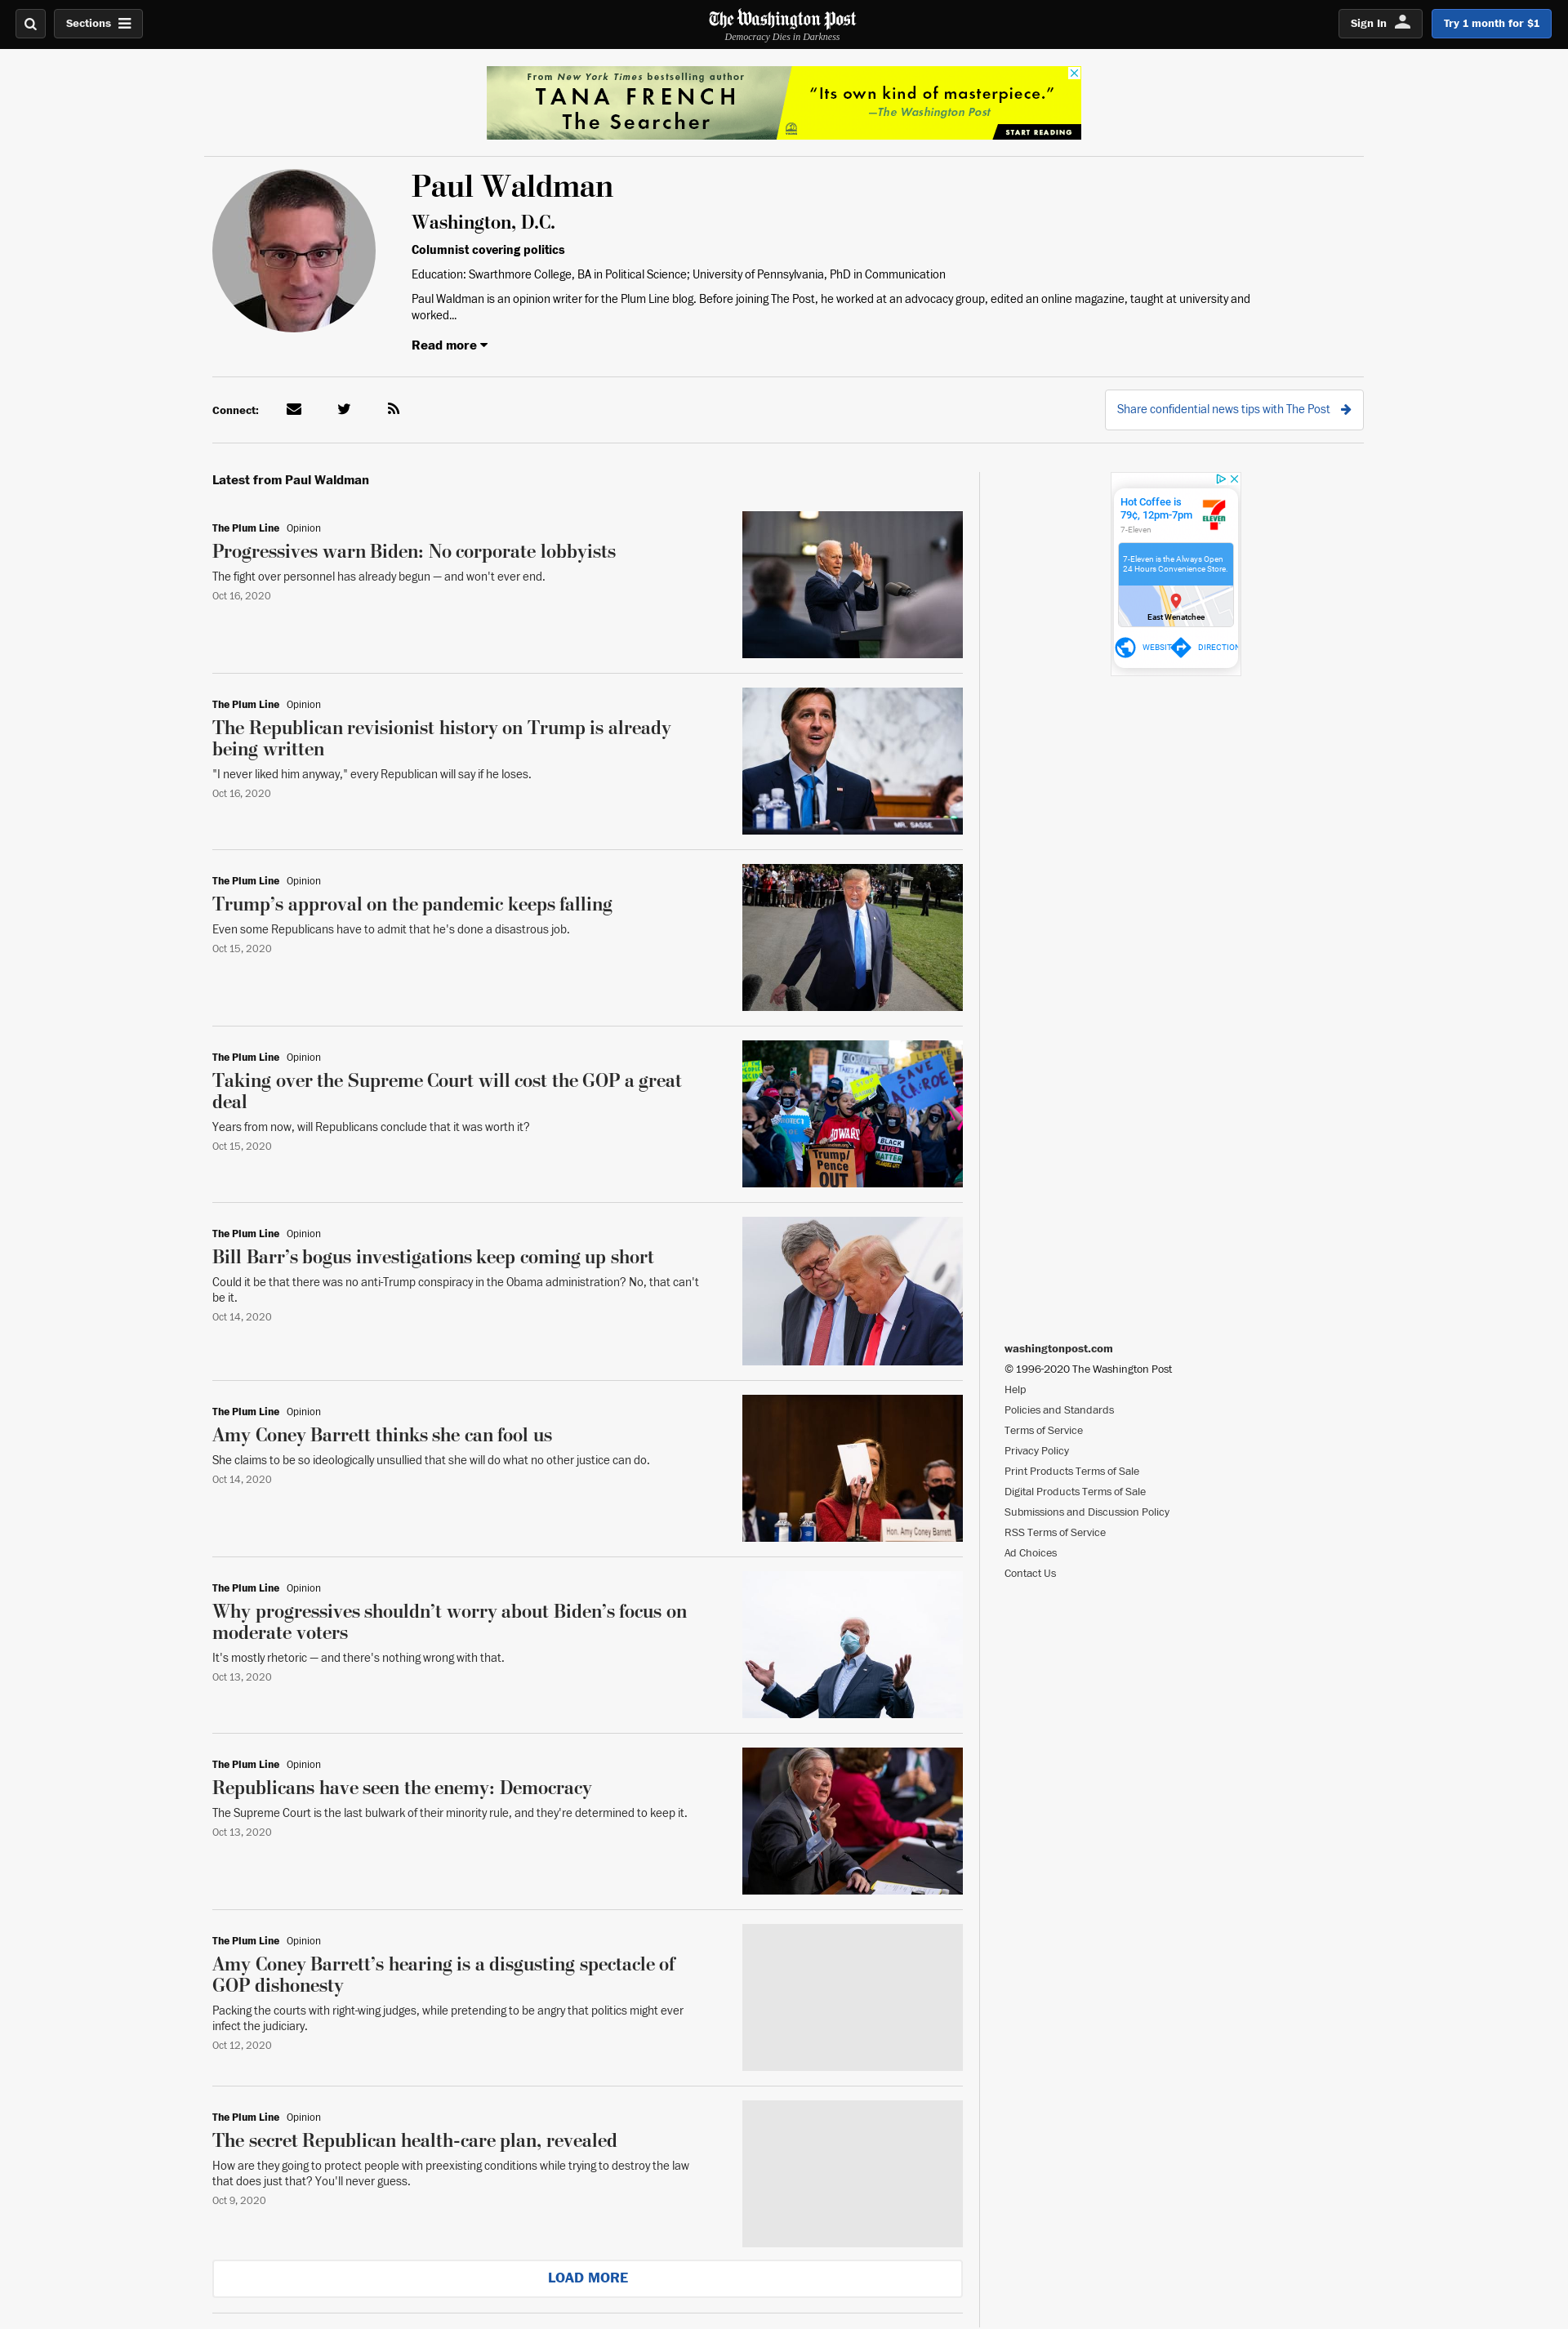 Sections
The Washington Post
Democracy Dies in Darkness
Sign In
Try 1 month for $1
From New York Times bestselling author
TANA FRENCH
The Searcher
“Its own kind of masterpiece.”
—The Washington Post
START READING
Paul Waldman
Washington, D.C.
Columnist covering politics
Education: Swarthmore College, BA in Political Science; University of Pennsylvania, PhD in Communication
Paul Waldman is an opinion writer for the Plum Line blog. Before joining The Post, he worked at an advocacy group, edited an online magazine, taught at university and
worked...
Read more
Connect:
Share confidential news tips with The Post
Latest from Paul Waldman
The Plum Line Opinion
Progressives warn Biden: No corporate lobbyists
The fight over personnel has already begun — and won't ever end.
Oct 16, 2020
The Plum Line Opinion
The Republican revisionist history on Trump is already
being written
"I never liked him anyway," every Republican will say if he loses.
Oct 16, 2020
MR. SASSE
The Plum Line Opinion
Trump’s approval on the pandemic keeps falling
Even some Republicans have to admit that he's done a disastrous job.
Oct 15, 2020
The Plum Line Opinion
Taking over the Supreme Court will cost the GOP a great
deal
Years from now, will Republicans conclude that it was worth it?
Oct 15, 2020
SAVE
ACA&ROE
BLACK
LIVES
MATTER
Trump/
Pence
OUT
The Plum Line Opinion
Bill Barr’s bogus investigations keep coming up short
Could it be that there was no anti-Trump conspiracy in the Obama administration? No, that can't
be it.
Oct 14, 2020
The Plum Line Opinion
Amy Coney Barrett thinks she can fool us
She claims to be so ideologically unsullied that she will do what no other justice can do.
Oct 14, 2020
Hon. Amy Coney Barrett
The Plum Line Opinion
Why progressives shouldn’t worry about Biden’s focus on
moderate voters
It's mostly rhetoric — and there's nothing wrong with that.
Oct 13, 2020
The Plum Line Opinion
Republicans have seen the enemy: Democracy
The Supreme Court is the last bulwark of their minority rule, and they're determined to keep it.
Oct 13, 2020
The Plum Line Opinion
Amy Coney Barrett’s hearing is a disgusting spectacle of
GOP dishonesty
Packing the courts with right-wing judges, while pretending to be angry that politics might ever
infect the judiciary.
Oct 12, 2020
The Plum Line Opinion
The secret Republican health-care plan, revealed
How are they going to protect people with preexisting conditions while trying to destroy the law
that does just that? You'll never guess.
Oct 9, 2020
LOAD MORE
Hot Coffee is
79¢, 12pm-7pm
7-Eleven
ELEVEN
7-Eleven is the Always Open
24 Hours Convenience Store.
East Wenatchee
WEBSIT
DIRECTION
washingtonpost.com
© 1996-2020 The Washington Post
Help
Policies and Standards
Terms of Service
Privacy Policy
Print Products Terms of Sale
Digital Products Terms of Sale
Submissions and Discussion Policy
RSS Terms of Service
Ad Choices
Contact Us